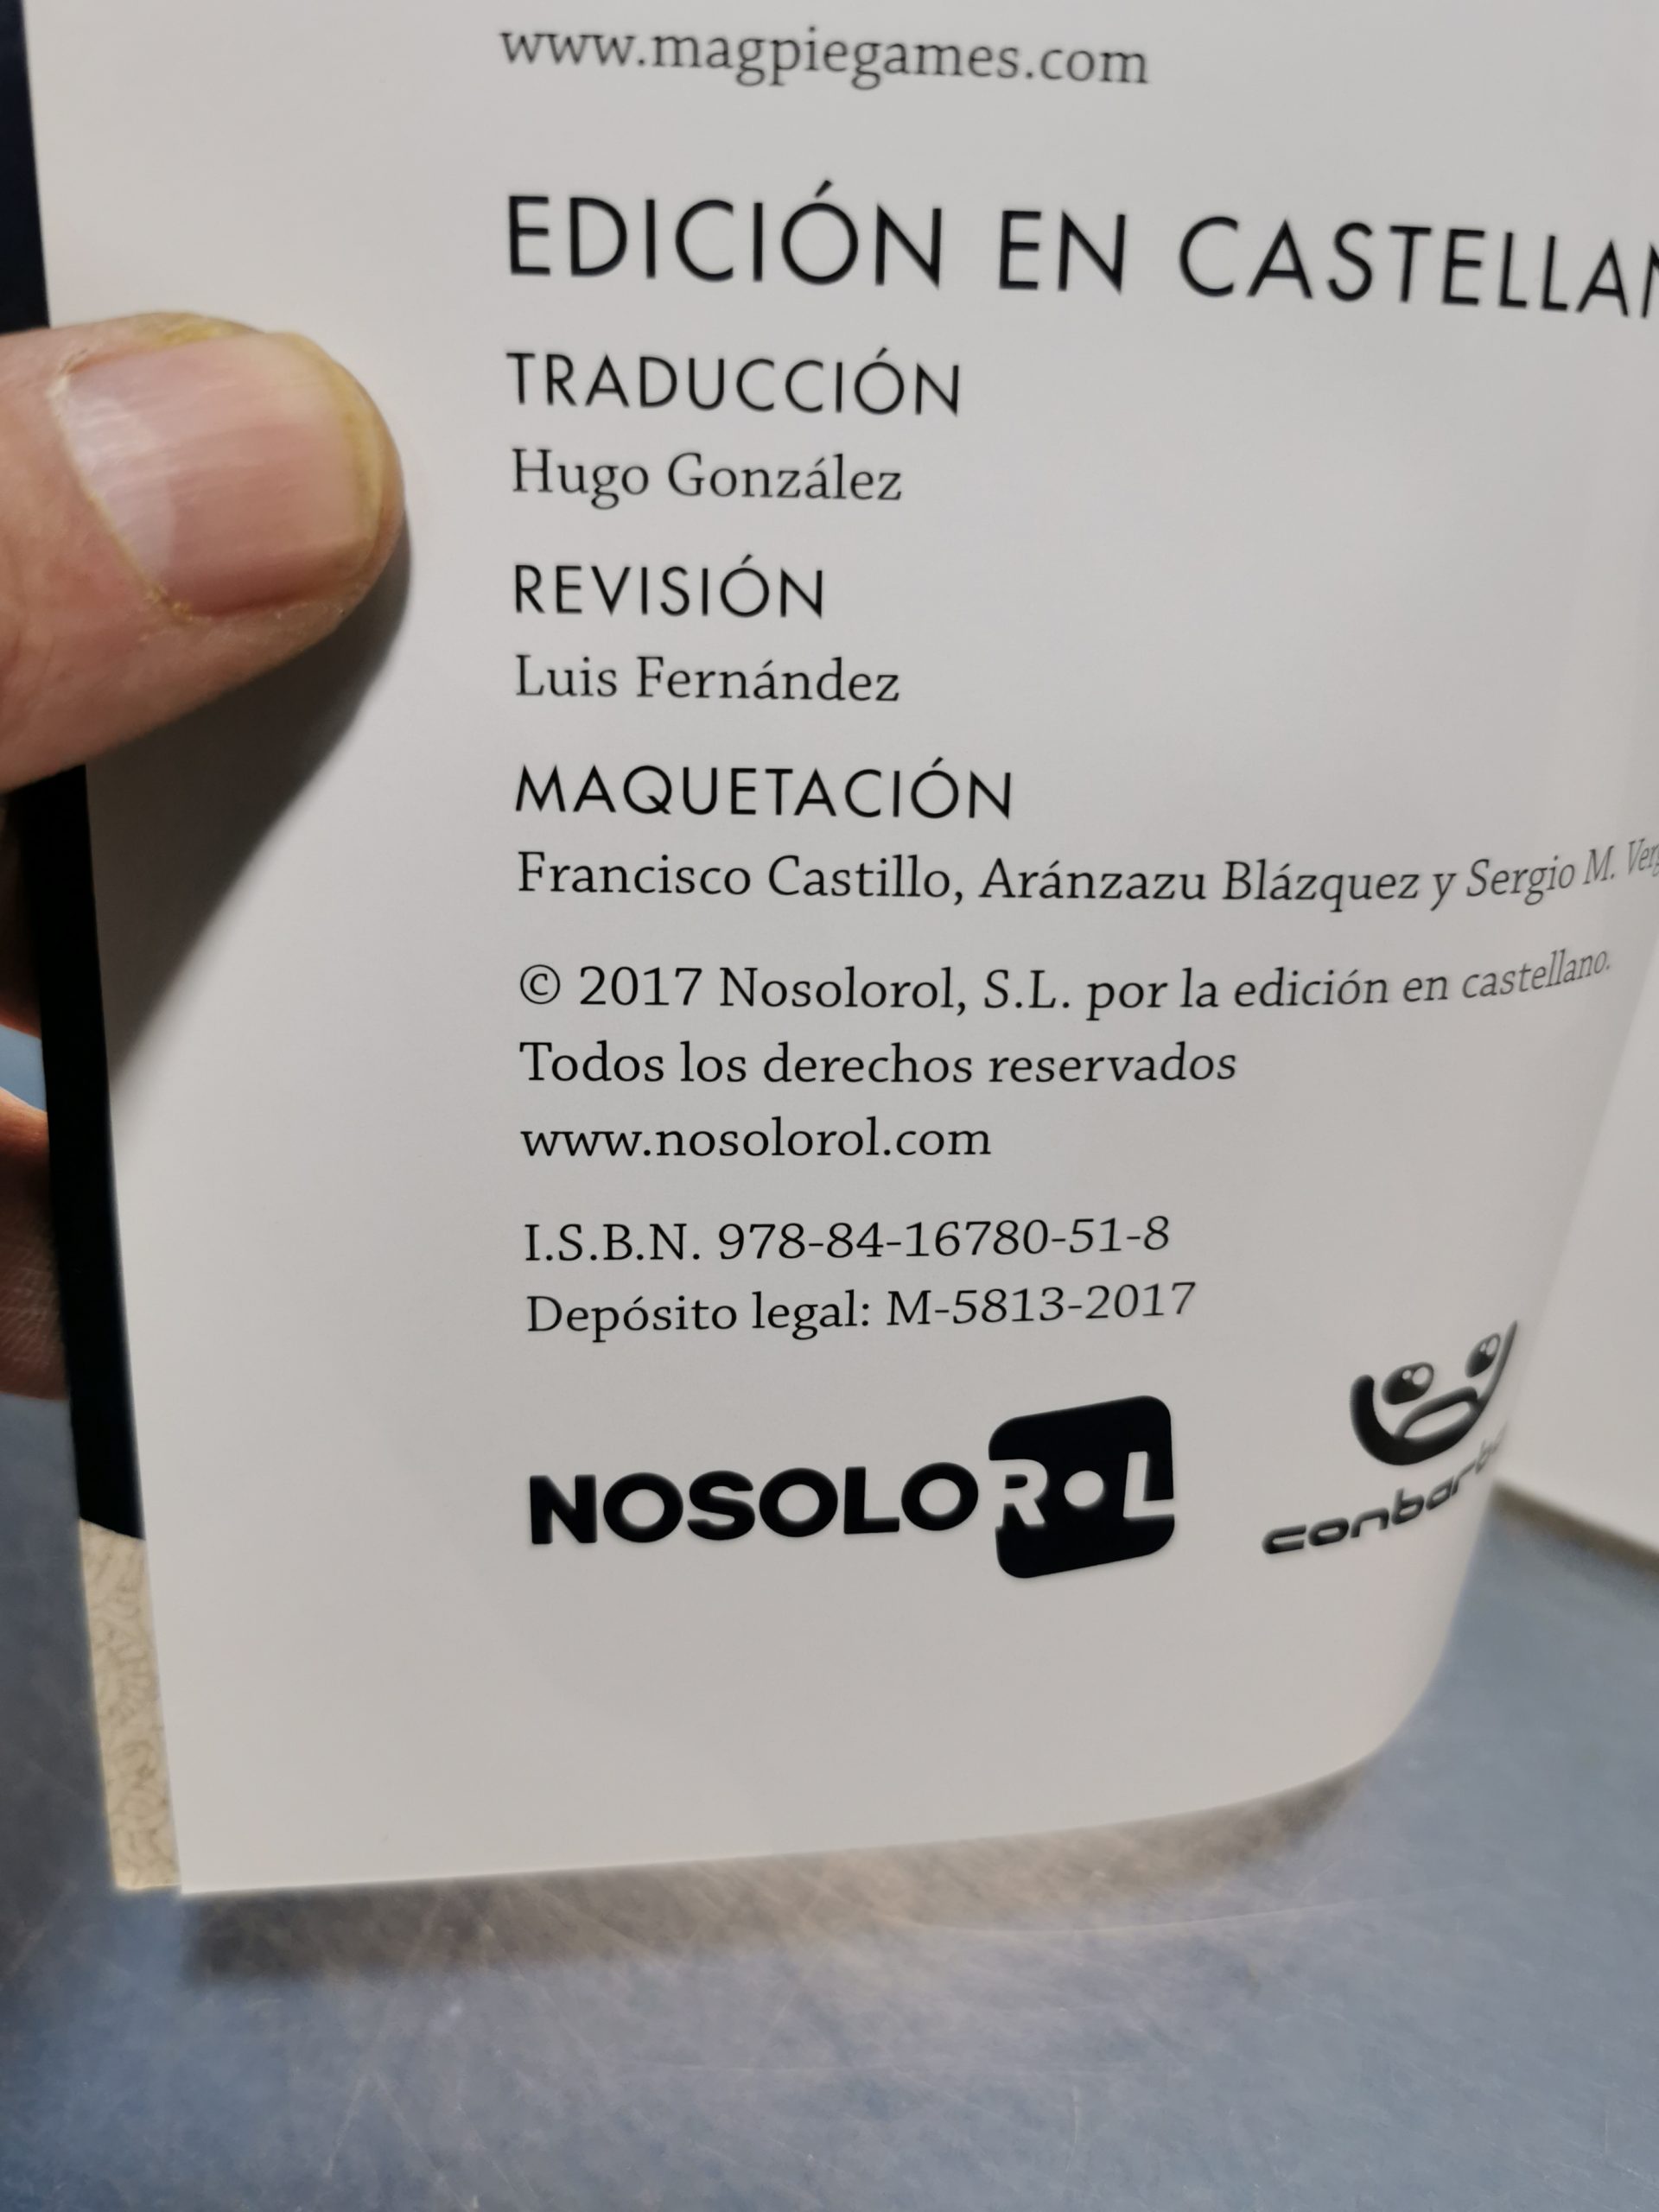 www.magpiegames.com
EDICIÓN EN CASTELLAN
TRADUCCIÓN
Hugo González
REVISIÓN
Luis Fernández
MAQUETACIÓN
Francisco Castillo, Aránzazu Blázquez y Sergio M.
© 2017 Nosolorol, S.L. por la edición en castellano.
Todos los derechos reservados
www.nosolorol.com
I.S.B.N. 978-84-16780-51-8
Depósito legal: M-5813-2017
NOSOLOROL